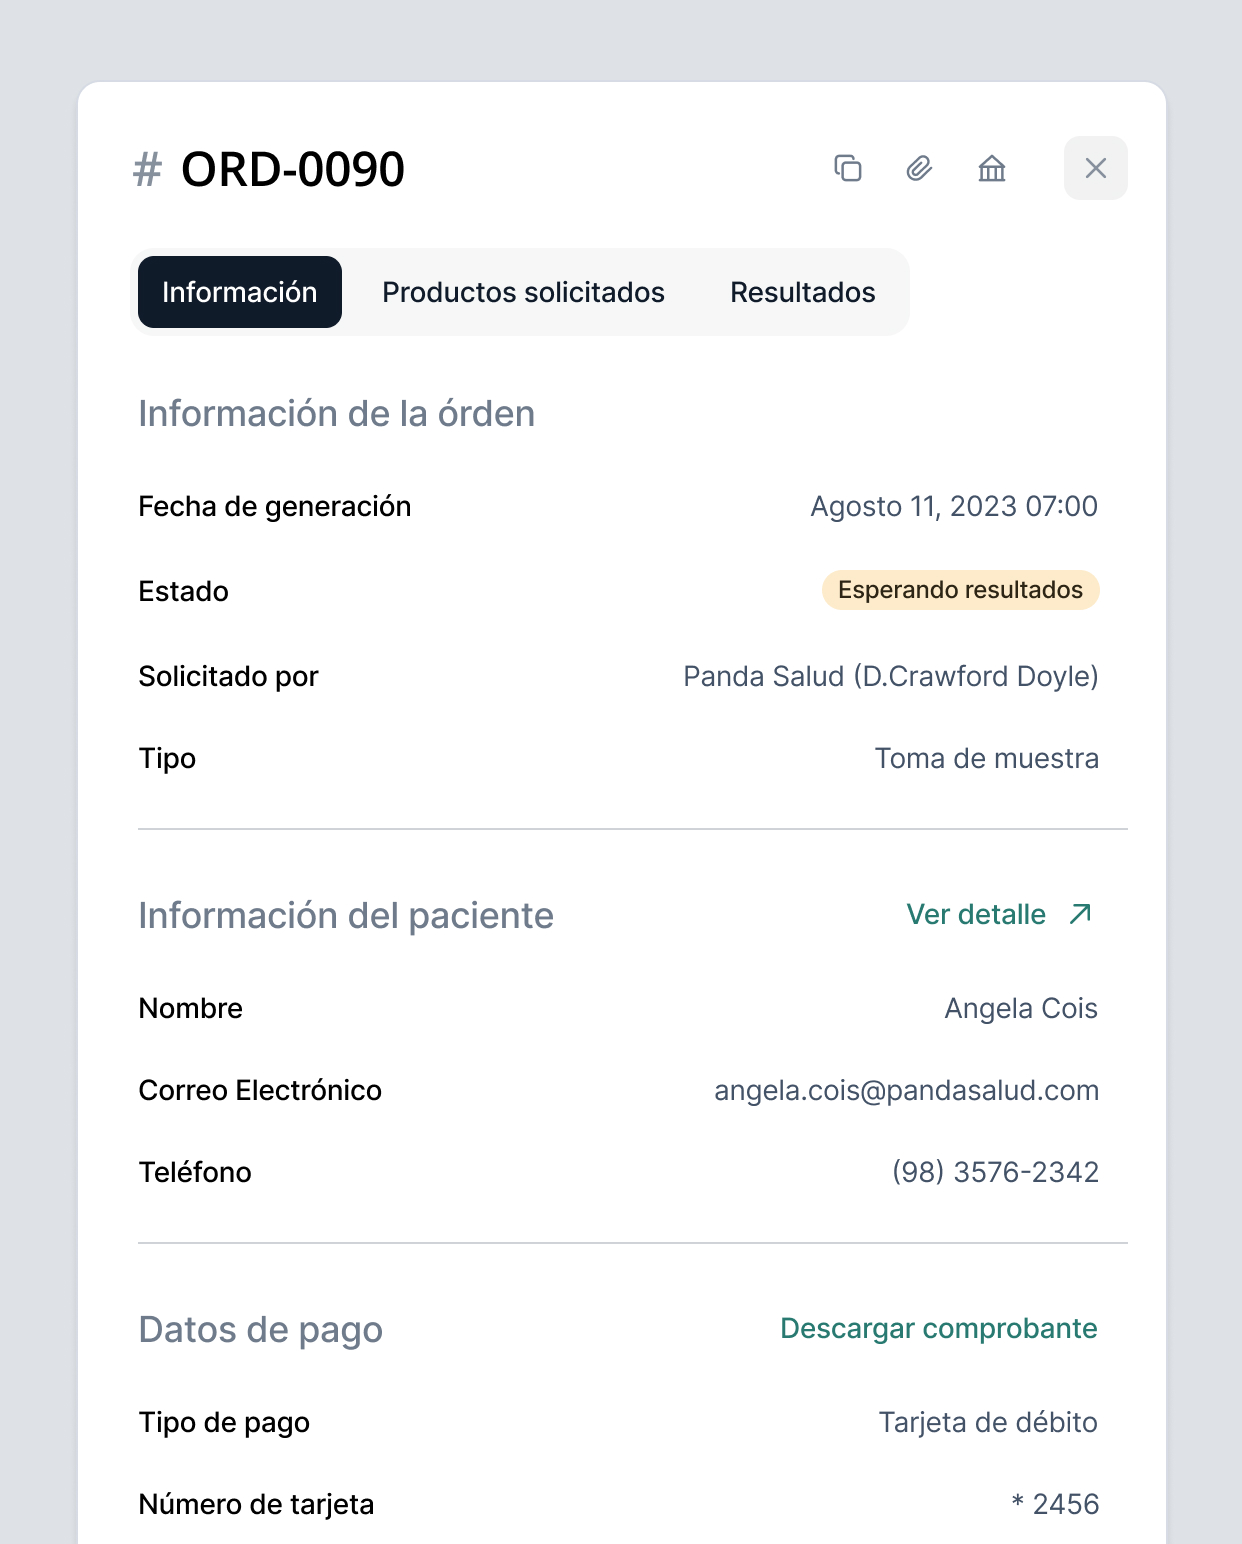 # ORD-0090
Información Productos solicitados Resultados
Información de la órden
Fecha de generación Agosto 11, 2023 07:00
Estado Esperando resultados
Solicitado por Panda Salud (D.Crawford Doyle)
Tipo Toma de muestra
Información del paciente Ver detalle
Nombre Angela Cois
Correo Electrónico angela.cois@pandasalud.com
Teléfono (98) 3576-2342
Datos de pago Descargar comprobante
Tipo de pago Tarjeta de débito
Número de tarjeta * 2456